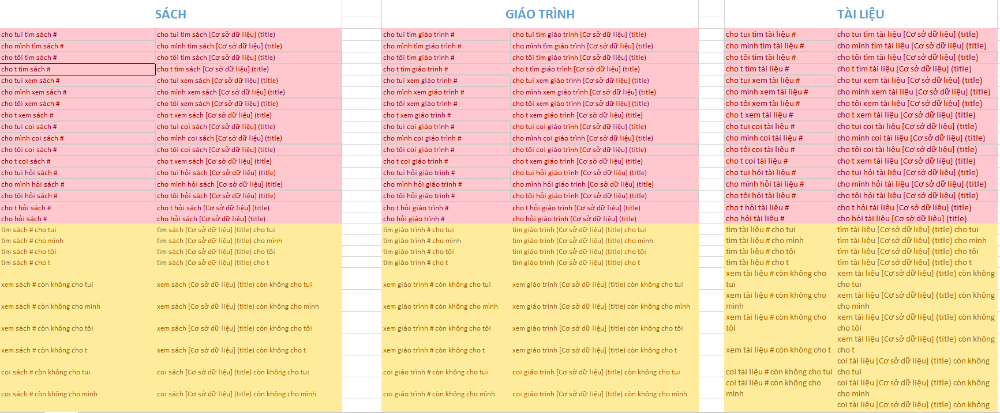 SÁCH GIÁO TRÌNH TÀI LIỆU
cho tui tìm sách # cho tui tìm sách [Cơ sở dữ liệu] (title) cho tui tìm giáo trình # cho tui tìm giáo trình [Cơ sở dữ liệu] (title) cho tui tìm tài liệu # cho tui tìm tài liệu [Cơ sở dữ liệu] (title)
cho mình tìm sách # cho mình tìm sách [Cơ sở dữ liệu] (title) cho mình tìm giáo trình # cho mình tìm giáo trình [Cơ sở dữ liệu] (title) cho mình tìm tài liệu # cho mình tìm tài liệu [Cơ sở dữ liệu] (title)
cho tôi tìm sách # cho tôi tìm sách [Cơ sở dữ liệu] (title) cho tôi tìm giáo trình # cho tôi tìm giáo trình [Cơ sở dữ liệu] (title) cho tôi tìm tài liệu # cho tôi tìm tài liệu [Cơ sở dữ liệu] (title)
cho t tìm sách # cho t tìm sách [Cơ sở dữ liệu] (title) cho t tìm giáo trình # cho t tìm giáo trình [Cơ sở dữ liệu] (title) cho t tìm tài liệu # cho t tìm tài liệu [Cơ sở dữ liệu] (title)
cho tui xem sách # cho tui xem sách [Cơ sở dữ liệu] (title) cho tui xem giáo trình # cho tui xem giáo trình [Cơ sở dữ liệu] (title) cho tui xem tài liệu # cho tui xem tài liệu [Cơ sở dữ liệu] (title)
cho mình xem sách # cho mình xem sách [Cơ sở dữ liệu] (title) cho mình xem giáo trình # cho mình xem giáo trình [Cơ sở dữ liệu] (title) cho mình xem tài liệu # cho mình xem tài liệu [Cơ sở dữ liệu] (title)
cho tôi xem sách # cho tôi xem sách [Cơ sở dữ liệu] (title) cho tôi xem giáo trình # cho tôi xem giáo trình [Cơ sở dữ liệu] (title) cho tôi xem tài liệu # cho tôi xem tài liệu [Cơ sở dữ liệu] (title)
cho t xem sách # cho t xem sách [Cơ sở dữ liệu] (title) cho t xem giáo trình # cho t xem giáo trình [Cơ sở dữ liệu] (title) cho t xem tài liệu # cho t xem tài liệu [Cơ sở dữ liệu] (title)
cho tui coi sách # cho tui coi sách [Cơ sở dữ liệu] (title) cho tui coi giáo trình # cho tui coi giáo trình [Cơ sở dữ liệu] (title) cho tui coi tài liệu # cho tui coi tài liệu [Cơ sở dữ liệu] (title)
cho mình coi sách # cho mình coi sách [Cơ sở dữ liệu] (title) cho mình coi giáo trình # cho mình coi giáo trình [Cơ sở dữ liệu] (title) cho mình coi tài liệu # cho mình coi tài liệu [Cơ sở dữ liệu] (title)
cho tôi coi sách # cho tôi coi sách [Cơ sở dữ liệu] (title) cho tôi coi giáo trình # cho tôi coi giáo trình [Cơ sở dữ liệu] (title) cho tôi coi tài liệu # cho tôi coi tài liệu [Cơ sở dữ liệu] (title)
cho t coi sách # cho t xem sách [Cơ sở dữ liệu] (title) cho t coi giáo trình # cho t xem giáo trình [Cơ sở dữ liệu] (title) cho t coi tài liệu # cho t xem tài liệu [Cơ sở dữ liệu] (title)
cho tui hỏi sách # cho tui hỏi sách [Cơ sở dữ liệu] (title) cho tui hỏi giáo trình # cho tui hỏi giáo trình [Cơ sở dữ liệu] (title) cho tui hỏi tài liệu # cho tui hỏi tài liệu [Cơ sở dữ liệu] (title)
cho mình hỏi sách # cho mình hỏi sách [Cơ sở dữ liệu] (title) cho mình hỏi giáo trình # cho mình hỏi giáo trình [Cơ sở dữ liệu] (title) cho mình hỏi tài liệu # cho mình hỏi tài liệu [Cơ sở dữ liệu] (title)
cho tôi hỏi sách # cho tôi hỏi sách [Cơ sở dữ liệu] (title) cho tôi hỏi giáo trình # cho tôi hỏi giáo trình [Cơ sở dữ liệu] (title) cho tôi hỏi tài liệu # cho tôi hỏi tài liệu [Cơ sở dữ liệu] (title)
cho t hỏi sách # cho t hỏi sách [Cơ sở dữ liệu] (title) cho t hỏi giáo trình # cho t hỏi giáo trình [Cơ sở dữ liệu] (title) cho t hỏi tài liệu # cho t hỏi tài liệu [Cơ sở dữ liệu] (title)
cho hỏi sách # cho hỏi sách [Cơ sở dữ liệu] (title) cho hỏi giáo trình # cho hỏi giáo trình [Cơ sở dữ liệu] (title) cho hỏi tài liệu # cho hỏi tài liệu [Cơ sở dữ liệu] (title)
tìm sách # cho tui tìm sách [Cơ sở dữ liệu] (title) cho tui tìm giáo trình # cho tui tìm giáo trình [Cơ sở dữ liệu] (title) cho tui tìm tài liệu # cho tui tìm tài liệu [Cơ sở dữ liệu] (title) cho tui
tìm sách # cho mình tìm sách [Cơ sở dữ liệu] (title) cho mình tìm giáo trình # cho mình tìm giáo trình [Cơ sở dữ liệu] (title) cho mình tìm tài liệu # cho mình tìm tài liệu [Cơ sở dữ liệu] (title) cho mình
tìm sách # cho tôi tìm sách [Cơ sở dữ liệu] (title) cho tôi tìm giáo trình # cho tôi tìm giáo trình [Cơ sở dữ liệu] (title) cho tôi tìm tài liệu # cho tôi tìm tài liệu [Cơ sở dữ liệu] (title) cho tôi
tìm sách # cho t tìm sách [Cơ sở dữ liệu] (title) cho t tìm giáo trình # cho t tìm giáo trình [Cơ sở dữ liệu] (title) cho t tìm tài liệu # cho t tìm tài liệu [Cơ sở dữ liệu] (title) cho t
xem tài liệu # còn không cho xem tài liệu [Cơ sở dữ liệu] (title) còn không
xem sách # còn không cho tui xem sách [Cơ sở dữ liệu] (title) còn không cho tui xem giáo trình # còn không cho tui xem giáo trình [Cơ sở dữ liệu] (title) còn không cho tui tui cho tui
xem tài liệu # còn không cho xem tài liệu [Cơ sở dữ liệu] (title) còn không
xem sách # còn không cho mình xem sách [Cơ sở dữ liệu] (title) còn không cho mình xem giáo trình # còn không cho mình xem giáo trình [Cơ sở dữ liệu] (title) còn không cho mình mình cho mình
xem tài liệu # còn không cho xem tài liệu [Cơ sở dữ liệu] (title) còn không
xem sách # còn không cho tôi xem sách [Cơ sở dữ liệu] (title) còn không cho tôi xem giáo trình # còn không cho tôi xem giáo trình [Cơ sở dữ liệu] (title) còn không cho tôi tôi cho tôi
xem tài liệu [Cơ sở dữ liệu] (title) còn không
xem sách # còn không cho t xem sách [Cơ sở dữ liệu] (title) còn không cho t xem giáo trình # còn không cho t xem giáo trình [Cơ sở dữ liệu] (title) còn không cho t xem tài liệu # còn không cho t cho t
coi tài liệu [Cơ sở dữ liệu] (title) còn không
coi sách # còn không cho tui coi sách [Cơ sở dữ liệu] (title) còn không cho tui coi giáo trình # còn không cho tui coi giáo trình [Cơ sở dữ liệu] (title) còn không cho tui coi tài liệu # còn không cho tui cho tui
coi tài liệu # còn không cho coi tài liệu [Cơ sở dữ liệu] (title) còn không
coi sách # còn không cho mình coi sách [Cơ sở dữ liệu] (title) còn không cho mình coi giáo trình # còn không cho mình coi giáo trình [Cơ sở dữ liệu] (title) còn không cho mình mình cho mình
coi tài liệu [Cơ sở dữ liệu] (title) còn không